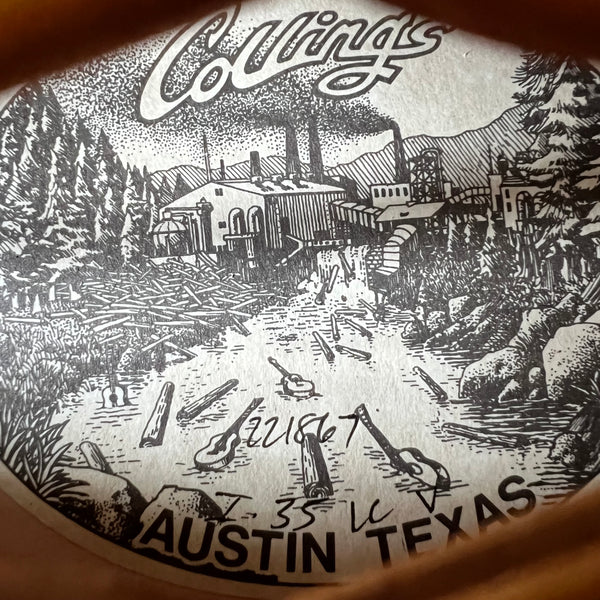 Collings
221867
I-35 LC V
AUSTIN TEXAS